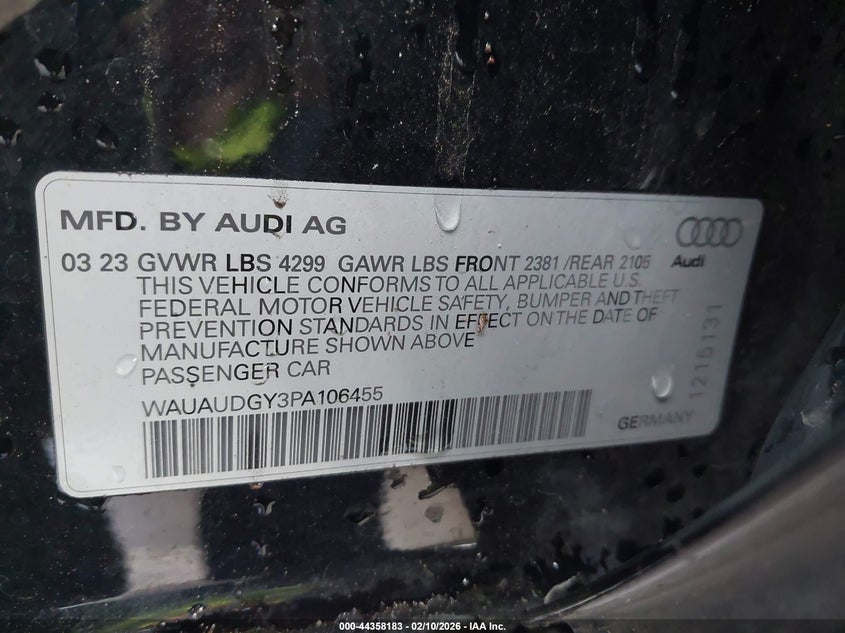 MFD. BY AUDI AG
Audi
03 23 GVWR LBS 4299 GAWR LBS FRONT 2381 /REAR 2105
THIS VEHICLE CONFORMS TO ALL APPLICABLE U.S.
FEDERAL MOTOR VEHICLE SAFETY, BUMPER AND THEFT
PREVENTION STANDARDS IN EFFECT ON THE DATE OF
MANUFACTURE SHOWN ABOVE
PASSENGER CAR
WAUAUDGY3PA106455
GERMANY
1215131
000-44358183 - 02/10/2026 - IAA Inc.